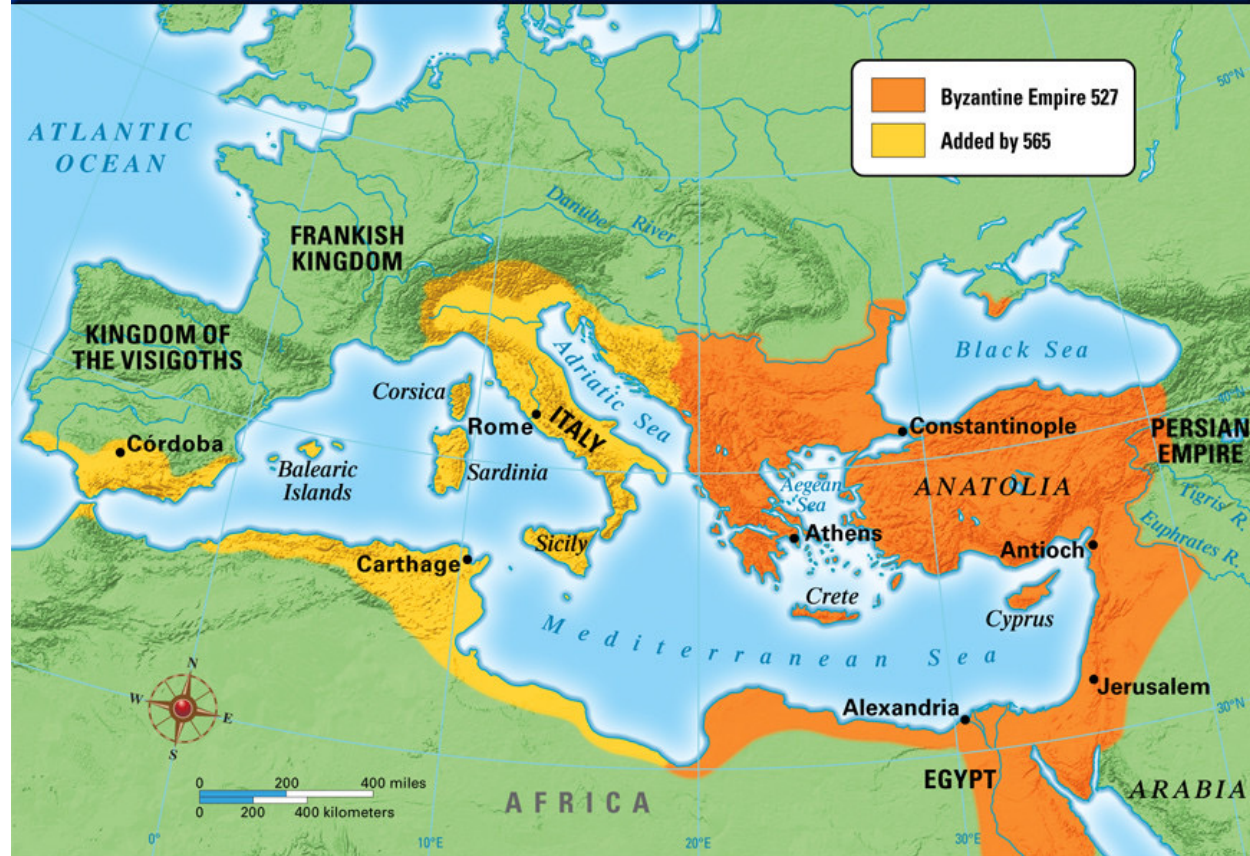 ATLANTIC
OCEAN
Byzantine Empire 527
Added by 565
50°N
Danube River
FRANKISH
KINGDOM
KINGDOM OF
THE VISIGOTHS
Black Sea
Adriatic Sea
Corsica
Rome
ITALY
Constantinople
40°N
PERSIAN
EMPIRE
Córdoba
Balearic
Islands
Sardinia
Aegean
Sea
ANATOLIA
Tigris R.
Euphrates R.
Carthage
Sicily
Athens
Antioch
Crete
Cyprus
Mediterranean Sea
Jerusalem
Alexandria
30°N
N
W
E
S
EGYPT
ARABIA
0 200 400 miles
0 200 400 kilometers
AFRICA
0°
10°E
20°E
30°E